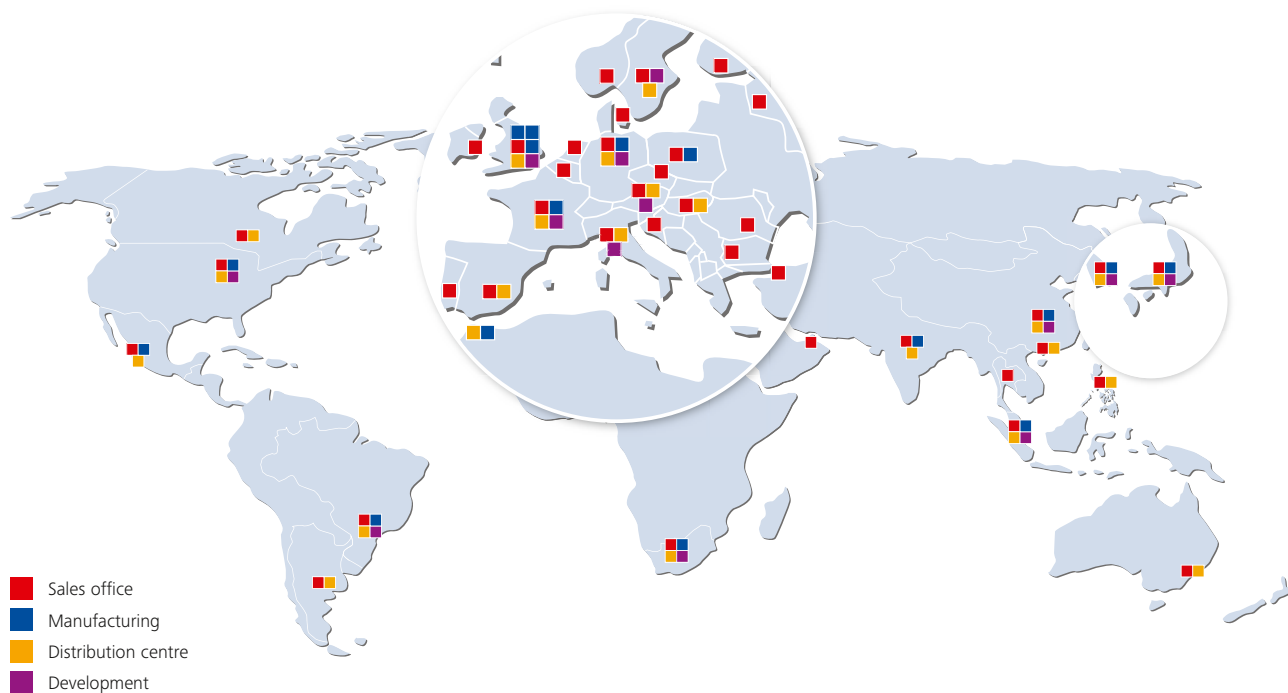 Sales office
Manufacturing
Distribution centre
Development